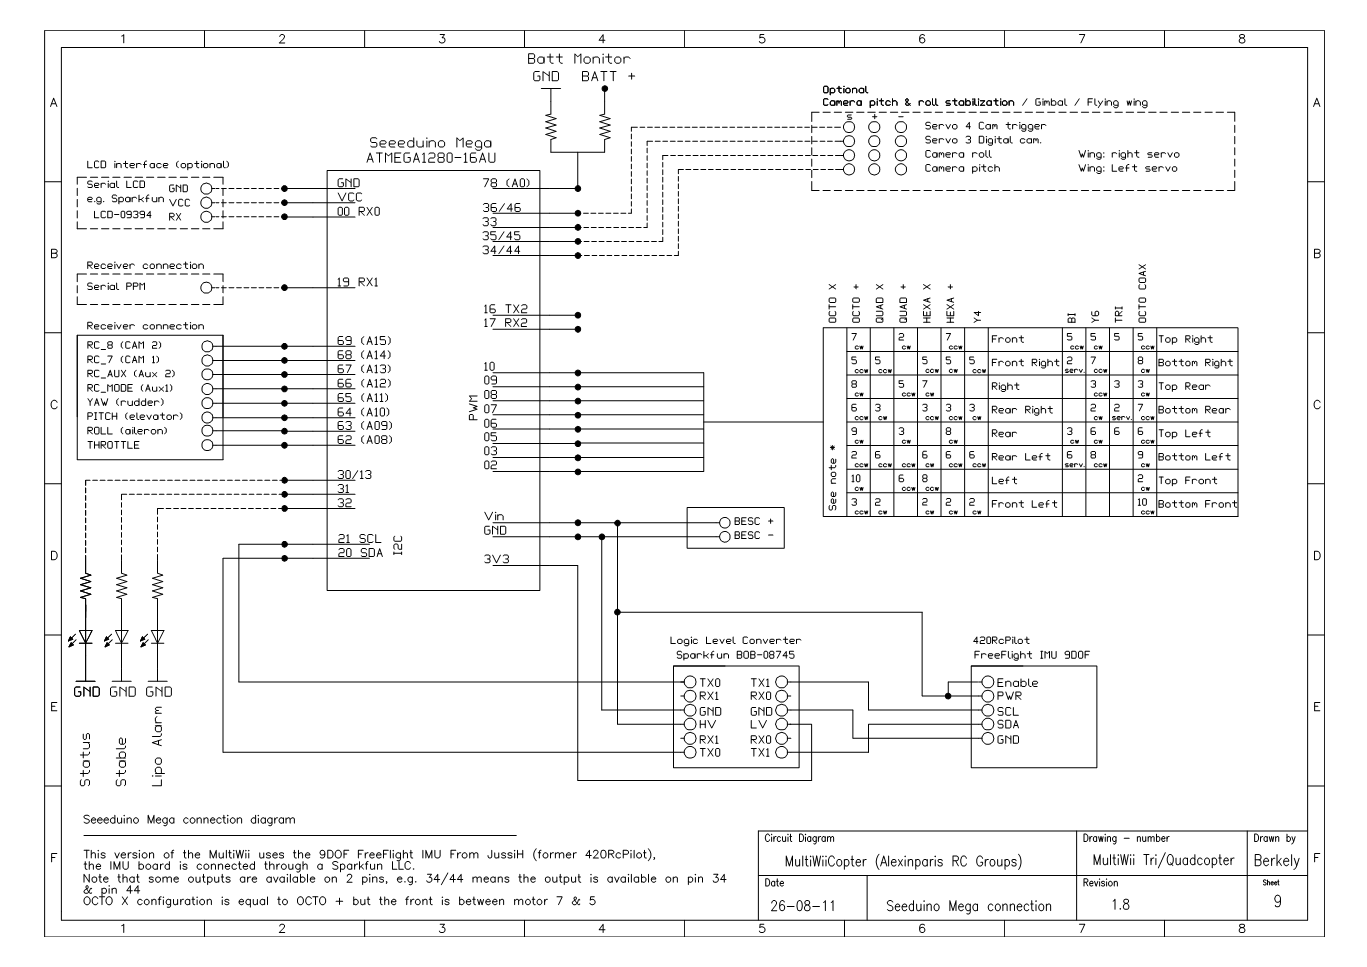 1 2 3 4 5 6 7 8
Batt Monitor
GND BATT +
A A
Optional
Camera pitch & roll stabilization / Gimbal / Flying wing
s + -
Servo 4 Cam trigger
Servo 3 Digital cam.
Camera roll Wing: right servo
Camera pitch Wing: Left servo
Seeeduino Mega
ATMEGA1280-16AU
LCD interface (optional)
Serial LCD GND
e.g. Sparkfun VCC
LCD-09394 RX
GND
VCC
00 RX0
78 (A0)
36/46
33
35/45
34/44
B B
Receiver connection
Serial PPM
19 RX1
16 TX2
17 RX2
Receiver connection
RC_8 (CAM 2) 69 (A15)
RC_7 (CAM 1) 68 (A14)
RC_AUX (Aux 2) 67 (A13)
RC_MODE (Aux1) 66 (A12)
YAW (rudder) 65 (A11)
PITCH (elevator) 64 (A10)
ROLL (aileron) 63 (A09)
THROTTLE 62 (A08)
C C
PWM
10
09
08
07
06
05
03
02
OCTO X OCTO + QUAD X QUAD + HEXA X HEXA + Y4 BI Y6 TRI OCTO COAX
See note *
7 cw 2 cw 7 ccw Front 5 ccw 5 cw 5 5 ccw Top Right
5 ccw 5 ccw 5 ccw 5 cw 5 ccw Front Right 2 serv. 7 ccw 8 cw Bottom Right
8 cw 5 ccw 7 cw Right 3 ccw 3 3 cw Top Rear
6 ccw 3 cw 3 ccw 3 ccw 3 cw Rear Right 2 cw 2 serv. 7 ccw Bottom Rear
9 cw 3 cw 8 cw Rear 3 cw 6 cw 6 6 ccw Top Left
2 ccw 6 ccw ccw 6 cw 6 ccw 6 ccw Rear Left 6 serv. 8 ccw 9 cw Bottom Left
10 cw 6 ccw 8 ccw Left 2 cw Top Front
3 ccw 2 cw 2 cw 2 cw 2 cw Front Left 10 ccw Bottom Front
30/13
31
32
D D
Vin
GND
3V3
BESC +
BESC -
21 SCL
20 SDA
I2C
Logic Level Converter
Sparkfun BOB-08745
TX0 TX1
RX1 RX0
GND GND
HV LV
RX1 RX0
TX0 TX1
420RcPilot
FreeFlight IMU 9DOF
Enable
PWR
SCL
SDA
GND
E E
GND GND GND
Status
Stable
Lipo Alarm
F F
Seeeduino Mega connection diagram
This version of the MultiWii uses the 9DOF FreeFlight IMU From JussiH (former 420RcPilot),
the IMU board is connected through a Sparkfun LLC.
Note that some outputs are available on 2 pins, e.g. 34/44 means the output is available on pin 34
& pin 44
OCTO X configuration is equal to OCTO + but the front is between motor 7 & 5
Circuit Diagram
MultiWiiCopter (Alexinparis RC Groups)
Drawing - number
MultiWii Tri/Quadcopter
Drawn by
Berkely
Date
26-08-11
Seeduino Mega connection
Revision
1.8
Sheet
9
1 2 3 4 5 6 7 8